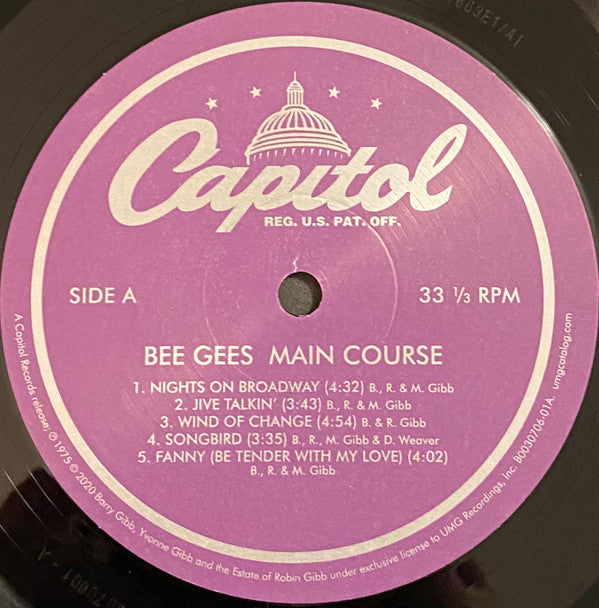 Capitol
REG. U.S. PAT. OFF.
SIDE A
33 ⅓ RPM
BEE GEES MAIN COURSE
1. NIGHTS ON BROADWAY (4:32) B., R. & M. Gibb
2. JIVE TALKIN' (3:43) B., R. & M. Gibb
3. WIND OF CHANGE (4:54) B. & R. Gibb
4. SONGBIRD (3:35) B., R., M. Gibb & D. Weaver
5. FANNY (BE TENDER WITH MY LOVE) (4:02)
B., R. & M. Gibb
A Capitol Records release; ℗ 1975 © 2020 Barry Gibb, Yvonne Gibb and the Estate of Robin Gibb under exclusive license to UMG Recordings, Inc. B0030706-01A. umgcatalog.com